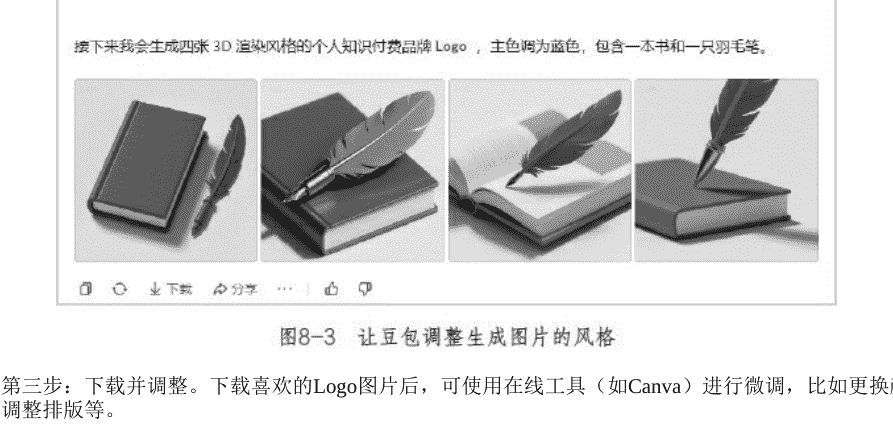 接下来我会生成四张 3D 渲染风格的个人知识付费品牌 Logo ，主色调为蓝色，包含一本书和一只羽毛笔。
下载 分享 ...
图8-3 让豆包调整生成图片的风格
第三步：下载并调整。下载喜欢的Logo图片后，可使用在线工具（如Canva）进行微调，比如更换
调整排版等。